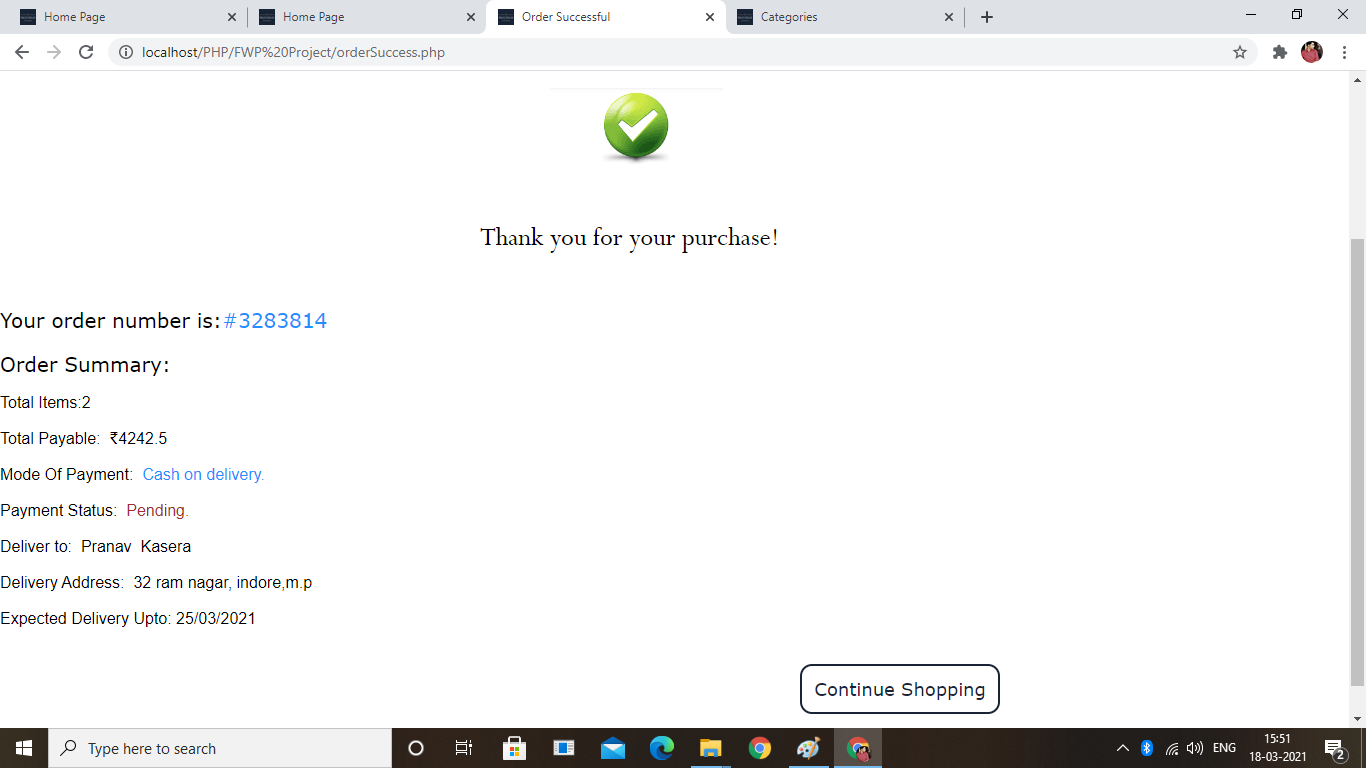 Home Page
Home Page
Order Successful
Categories
localhost/PHP/FWP%20Project/orderSuccess.php
Thank you for your purchase!
Your order number is:#3283814
Order Summary:
Total Items:2
Total Payable: ₹4242.5
Mode Of Payment: Cash on delivery.
Payment Status: Pending.
Deliver to: Pranav Kasera
Delivery Address: 32 ram nagar, indore,m.p
Expected Delivery Upto: 25/03/2021
Continue Shopping
Type here to search
ENG
15:51
18-03-2021
2